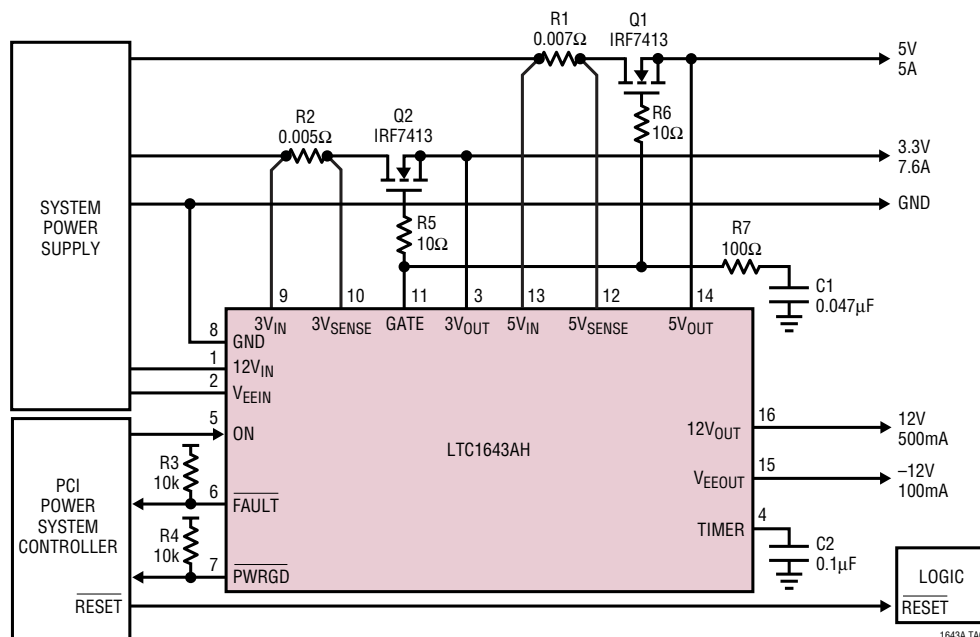 R1
0.007Ω
Q1
IRF7413
5V
5A
R6
10Ω
R2
0.005Ω
Q2
IRF7413
3.3V
7.6A
GND
SYSTEM
POWER
SUPPLY
R5
10Ω
R7
100Ω
C1
0.047µF
9
10
11
3
13
12
14
3VIN
3VSENSE
GATE
3VOUT
5VIN
5VSENSE
5VOUT
8
GND
1
12VIN
2
VEEIN
5
ON
PCI
POWER
SYSTEM
CONTROLLER
R3
10k
6
FAULT
R4
10k
7
PWRGD
LTC1643AH
12VOUT
16
12V
500mA
VEEOUT
15
–12V
100mA
TIMER
4
C2
0.1µF
RESET
LOGIC
RESET
1643A TA